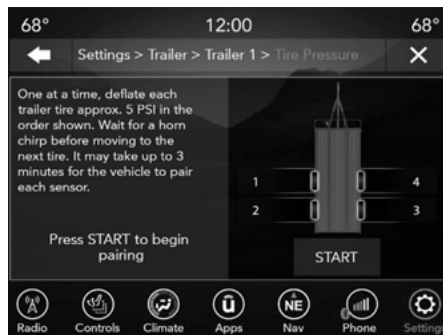 68° 12:00 68°
Settings > Trailer > Trailer 1 > Tire Pressure
One at a time, deflate each
trailer tire approx. 5 PSI in the
order shown. Wait for a horn
chirp before moving to the
next tire. It may take up to 3
minutes for the vehicle to pair
each sensor.
Press START to begin
pairing
1 4
2 3
START
û NE
Radio Controls Climate Apps Nav Phone Settings